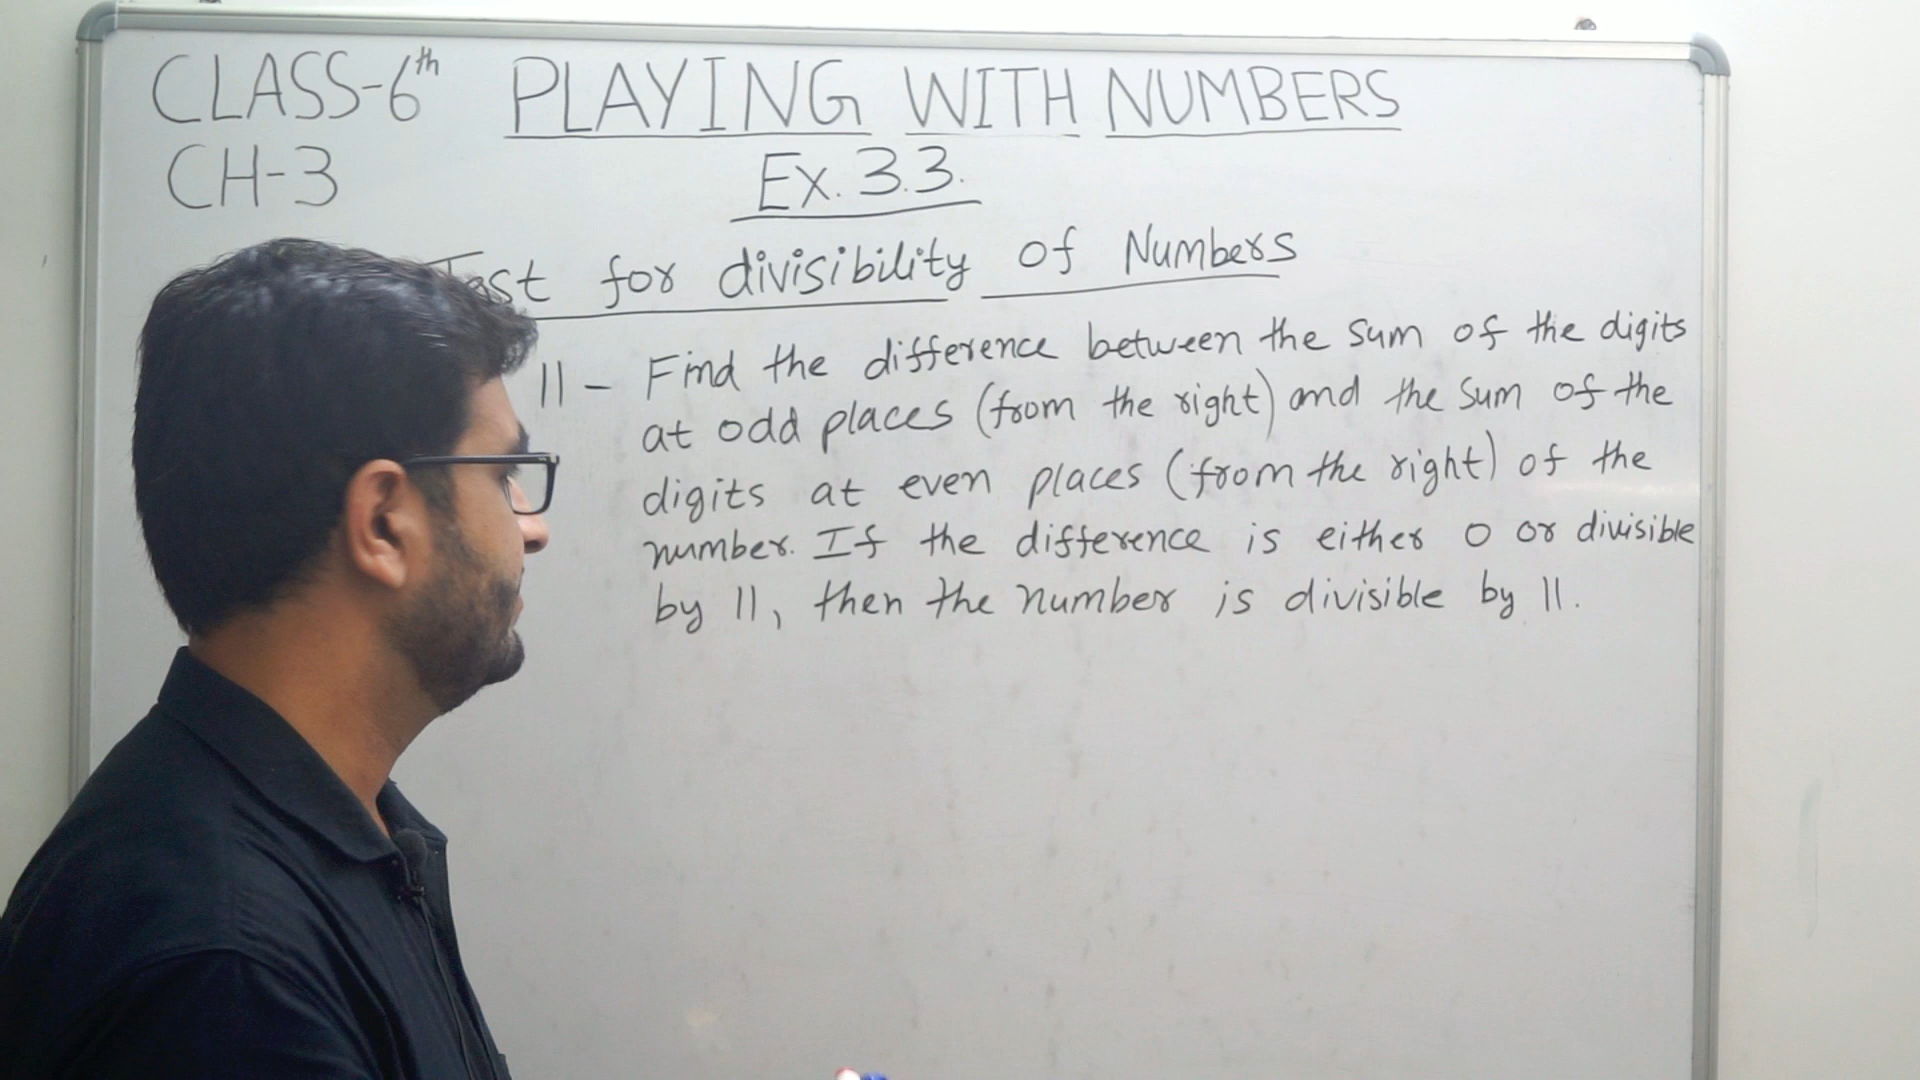 CLASS-6th PLAYING WITH NUMBERS
CH-3 Ex. 3.3.
Test for divisibility of Numbers
11 - Find the difference between the sum of the digits
at odd places (from the right) and the sum of the
digits at even places (from the right) of the
number. If the difference is either 0 or divisible
by 11, then the number is divisible by 11.